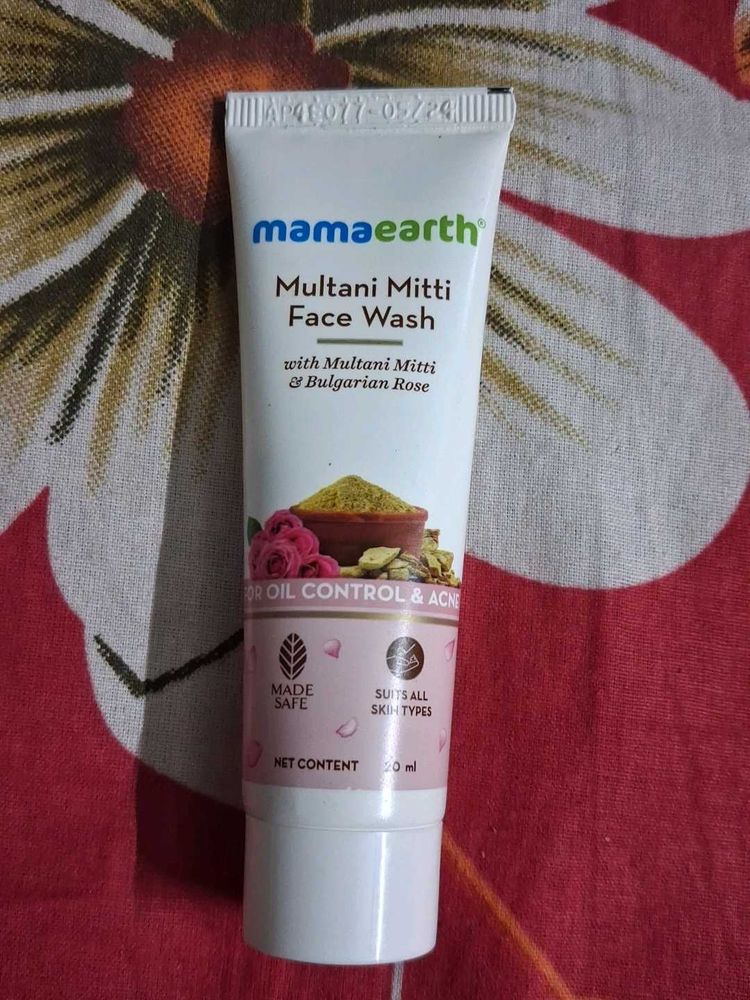 AP4E077-05/24
mamaearth®
Multani Mitti
Face Wash
with Multani Mitti
& Bulgarian Rose
FOR OIL CONTROL & ACNE
MADE
SAFE
SUITS ALL
SKIN TYPES
NET CONTENT 20 ml